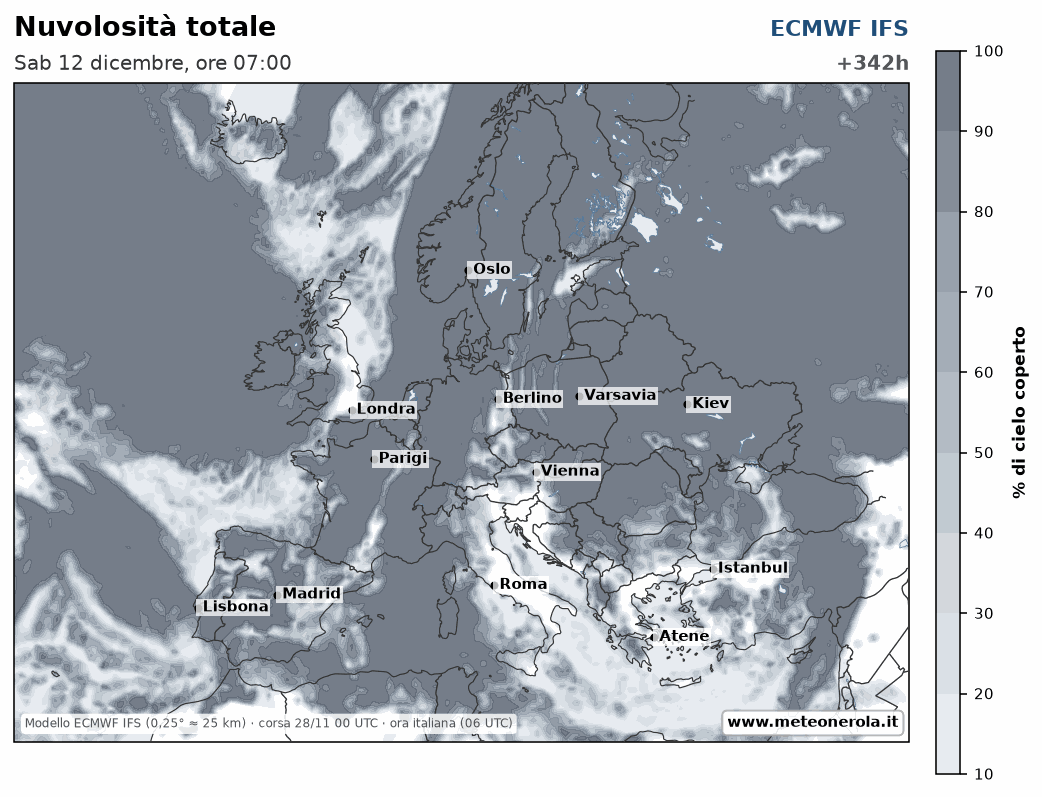 Nuvolosità totale
ECMWF IFS
Sab 12 dicembre, ore 07:00
+342h
100
90
80
70
60
50
40
30
20
10
% di cielo coperto
Oslo
Londra
Berlino
Varsavia
Kiev
Parigi
Vienna
Istanbul
Roma
Madrid
Lisbona
Atene
Modello ECMWF IFS (0,25° ≈ 25 km) · corsa 28/11 00 UTC · ora italiana (06 UTC)
www.meteonerola.it